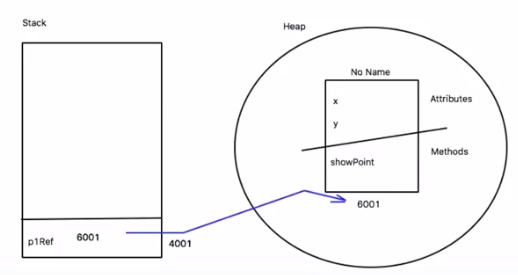 Stack
Heap
No Name
x
Attributes
y
showPoint
Methods
6001
p1Ref
6001
4001